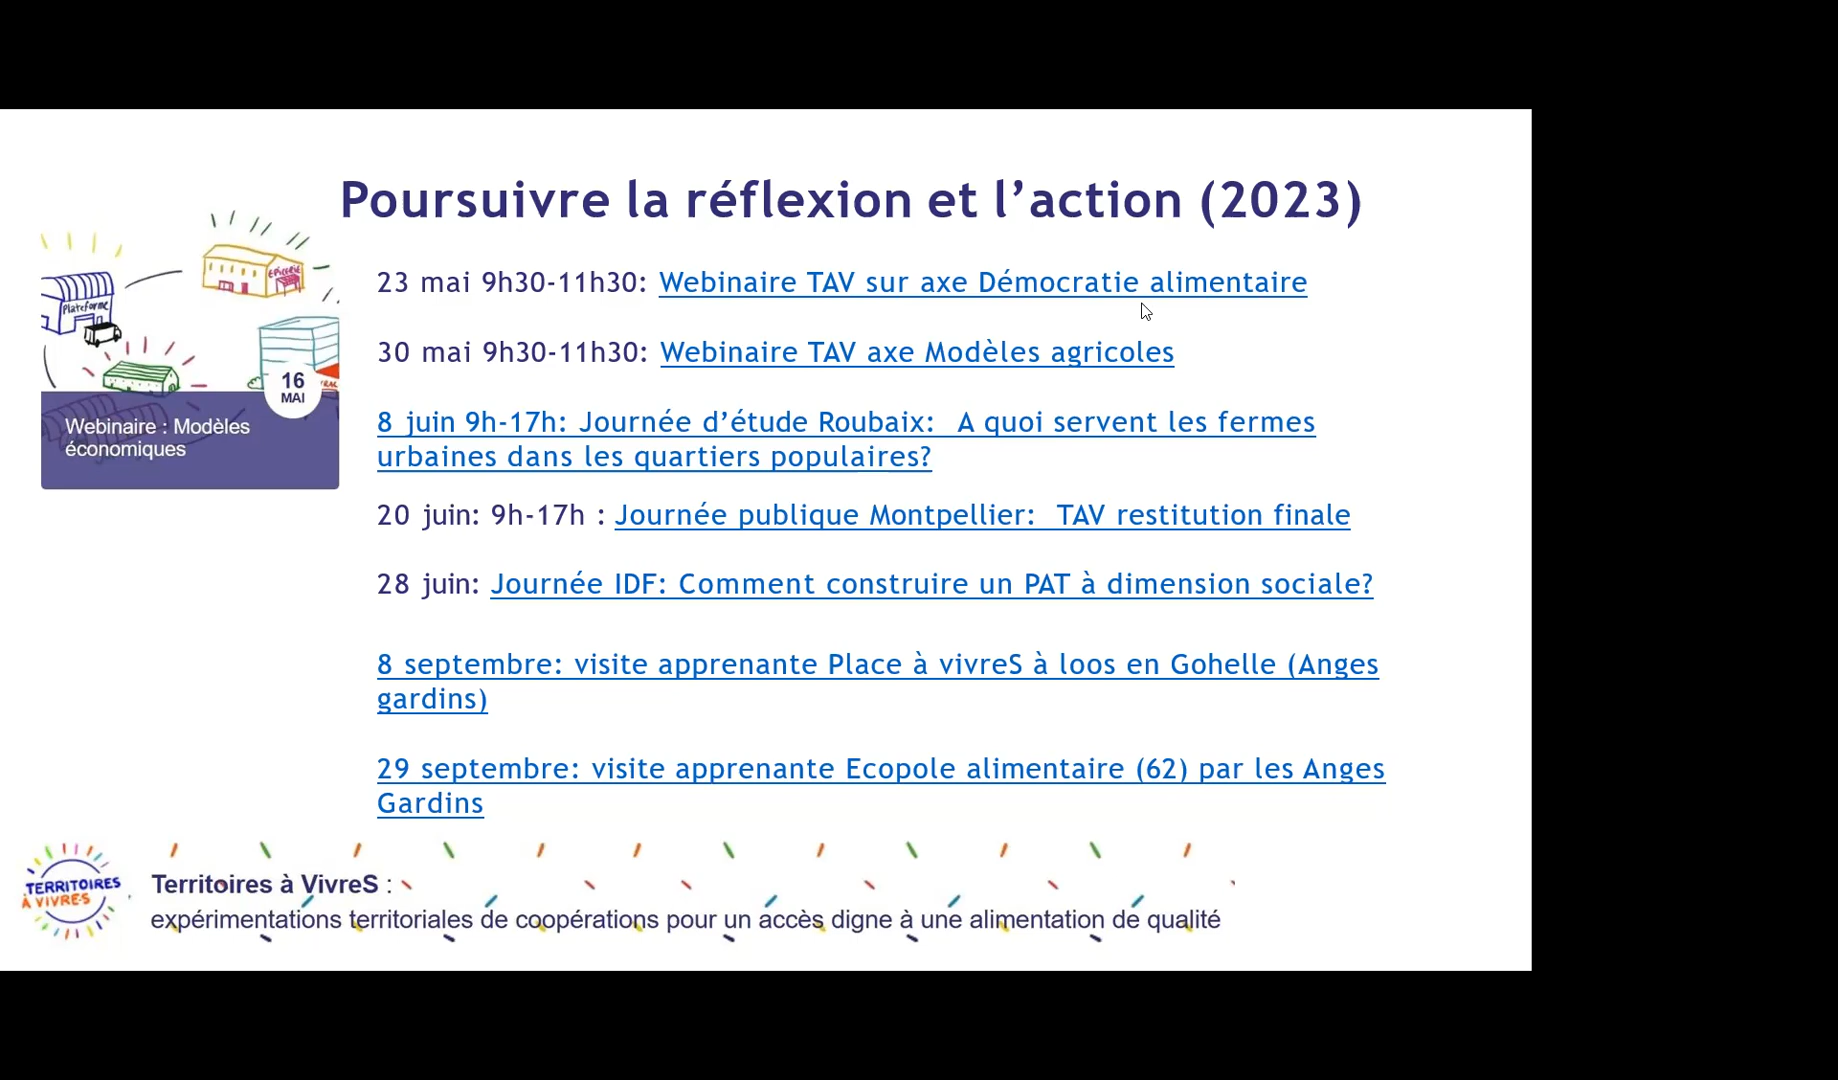 Poursuivre la réflexion et l’action (2023)
EPICERIE
Plateforme
16
MAI
Webinaire : Modèles
économiques
23 mai 9h30-11h30: Webinaire TAV sur axe Démocratie alimentaire
30 mai 9h30-11h30: Webinaire TAV axe Modèles agricoles
8 juin 9h-17h: Journée d’étude Roubaix:  A quoi servent les fermes
urbaines dans les quartiers populaires?
20 juin: 9h-17h : Journée publique Montpellier:  TAV restitution finale
28 juin: Journée IDF: Comment construire un PAT à dimension sociale?
8 septembre: visite apprenante Place à vivreS à loos en Gohelle (Anges
gardins)
29 septembre: visite apprenante Ecopole alimentaire (62) par les Anges
Gardins
TERRITOIRES
À VIVRES
Territoires à VivreS :
expérimentations territoriales de coopérations pour un accès digne à une alimentation de qualité